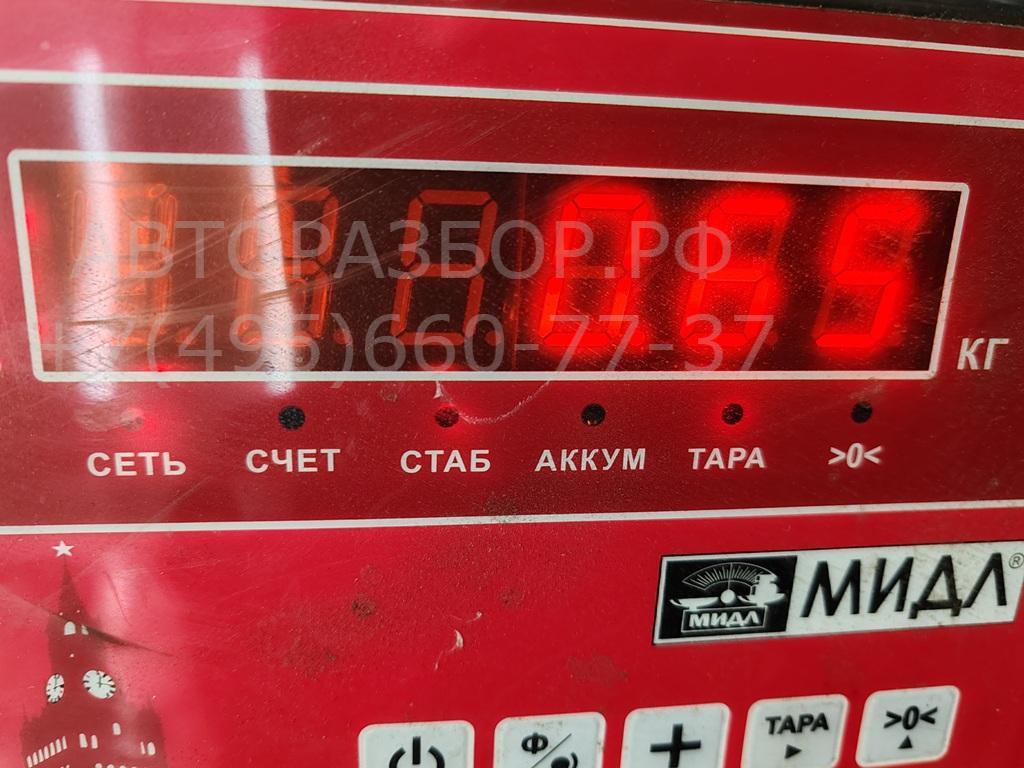 0.65
АВТОРАЗБОР.РФ
+7(495)660-77-37
КГ
СЕТЬ СЧЕТ СТАБ АККУМ ТАРА >0<
МИДЛ МИДЛ®
Ф + ТАРА >0<